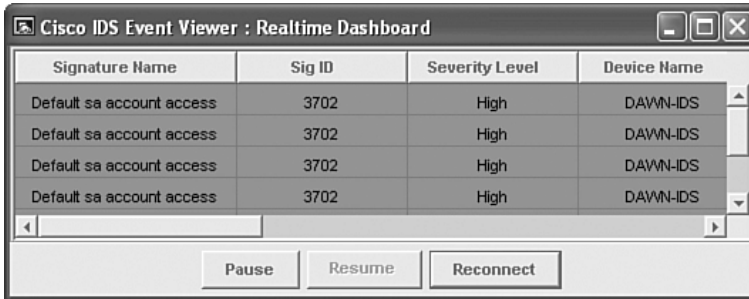 Cisco IDS Event Viewer : Realtime Dashboard
Signature Name Sig ID Severity Level Device Name
Default sa account access 3702 High DAWN-IDS
Default sa account access 3702 High DAWN-IDS
Default sa account access 3702 High DAWN-IDS
Default sa account access 3702 High DAWN-IDS
Pause Resume Reconnect